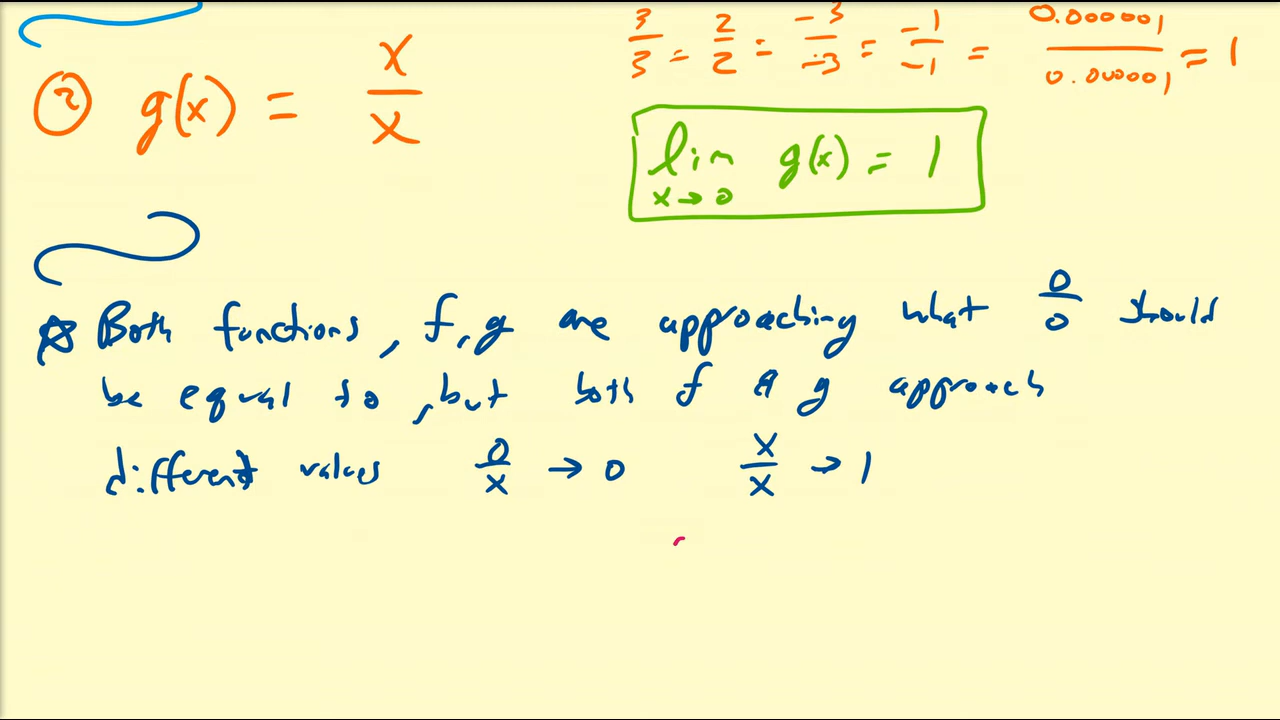 3/3 = 2/2 = -3/-3 = -1/-1 = 0.000001/0.000001 = 1
② g(x) = x/x
lim x→0 g(x) = 1
☆ Both functions, f,g are approaching what 0/0 should
be equal to, but both f & g approach
different values 0/x → 0 x/x → 1